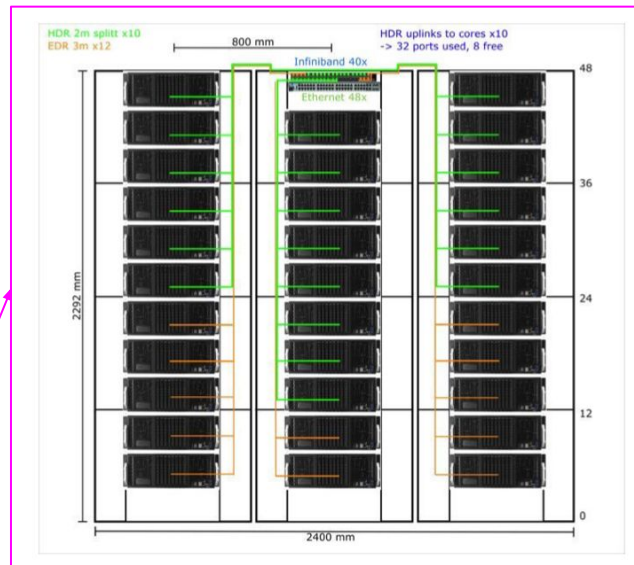 HDR 2m splitt x10
EDR 3m x12
HDR uplinks to cores x10
-> 32 ports used, 8 free
800 mm
Infiniband 40x
Ethernet 48x
48
36
24
12
0
2292 mm
2400 mm